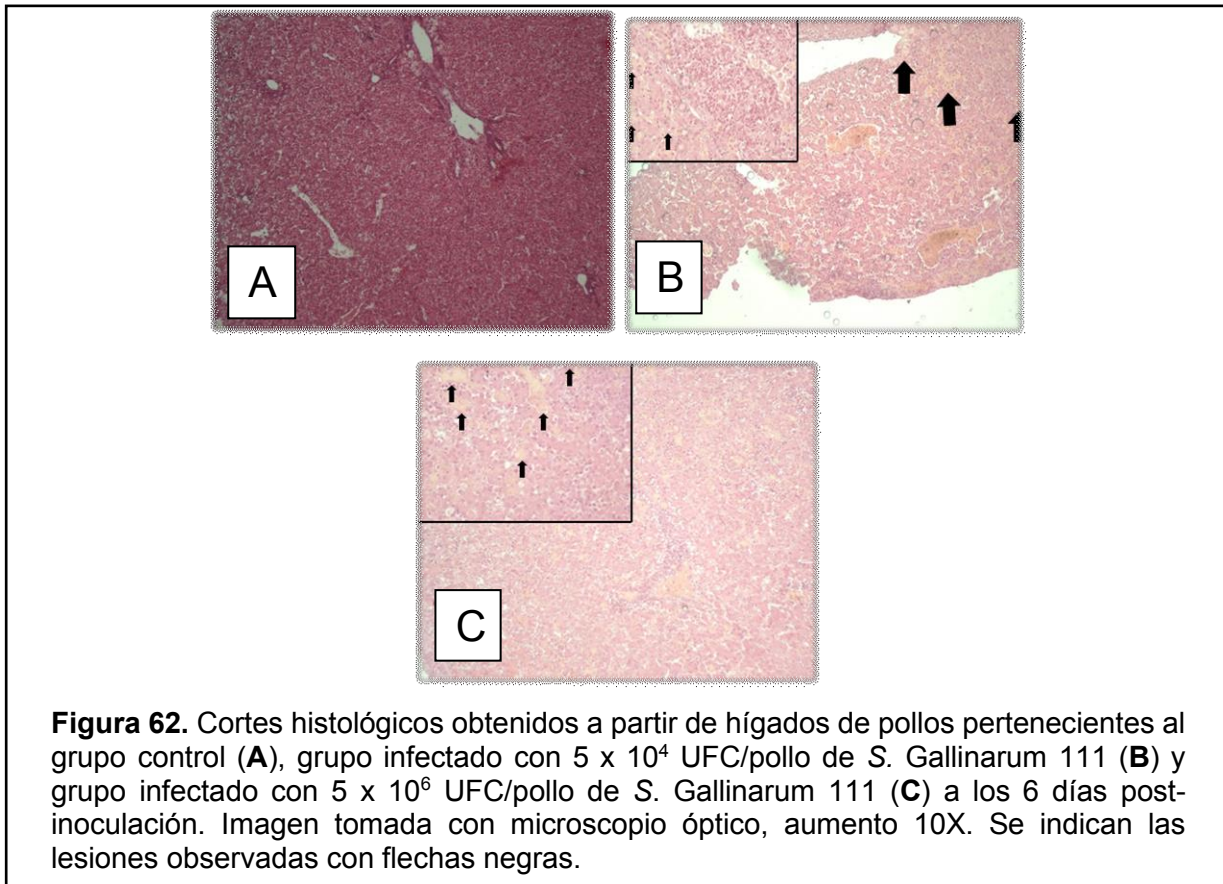 A
B
C
Figura 62. Cortes histológicos obtenidos a partir de hígados de pollos pertenecientes al
grupo control (A), grupo infectado con 5 x 10⁴ UFC/pollo de S. Gallinarum 111 (B) y
grupo infectado con 5 x 10⁶ UFC/pollo de S. Gallinarum 111 (C) a los 6 días post-
inoculación. Imagen tomada con microscopio óptico, aumento 10X. Se indican las
lesiones observadas con flechas negras.